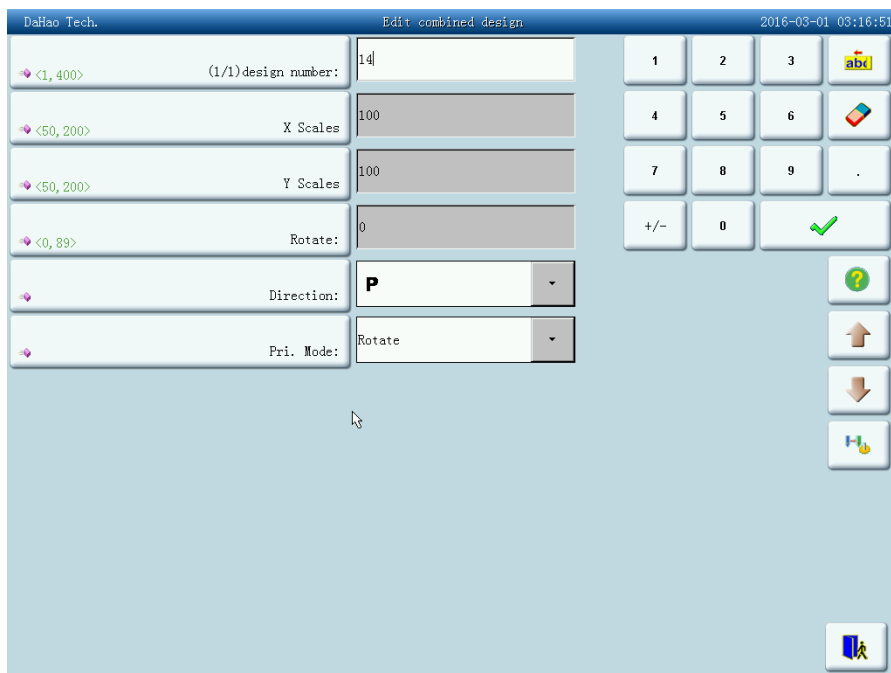 DaHao Tech. Edit combined design 2016-03-01 03:16:51
<1, 400> (1/1)design number: 14 1 2 3 abc
<50, 200> X Scales 100 4 5 6
<50, 200> Y Scales 100 7 8 9 .
<0, 89> Rotate: 0 +/- 0
Direction: P ?
Pri. Mode: Rotate